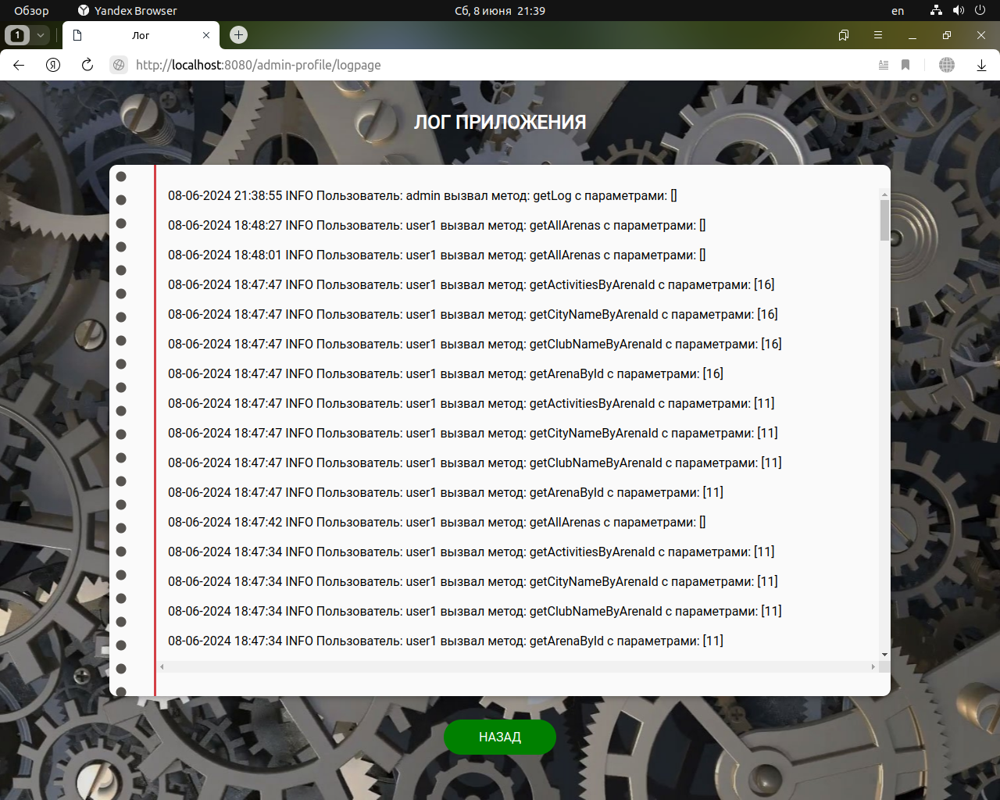 Обзор Yandex Browser Сб, 8 июня 21:39 en
1 Лог
Я http://localhost:8080/admin-profile/logpage
ЛОГ ПРИЛОЖЕНИЯ
08-06-2024 21:38:55 INFO Пользователь: admin вызвал метод: getLog с параметрами: []
08-06-2024 18:48:27 INFO Пользователь: user1 вызвал метод: getAllArenas с параметрами: []
08-06-2024 18:48:01 INFO Пользователь: user1 вызвал метод: getAllArenas с параметрами: []
08-06-2024 18:47:47 INFO Пользователь: user1 вызвал метод: getActivitiesByArenaId с параметрами: [16]
08-06-2024 18:47:47 INFO Пользователь: user1 вызвал метод: getCityNameByArenaId с параметрами: [16]
08-06-2024 18:47:47 INFO Пользователь: user1 вызвал метод: getClubNameByArenaId с параметрами: [16]
08-06-2024 18:47:47 INFO Пользователь: user1 вызвал метод: getArenaById с параметрами: [16]
08-06-2024 18:47:47 INFO Пользователь: user1 вызвал метод: getActivitiesByArenaId с параметрами: [11]
08-06-2024 18:47:47 INFO Пользователь: user1 вызвал метод: getCityNameByArenaId с параметрами: [11]
08-06-2024 18:47:47 INFO Пользователь: user1 вызвал метод: getClubNameByArenaId с параметрами: [11]
08-06-2024 18:47:47 INFO Пользователь: user1 вызвал метод: getArenaById с параметрами: [11]
08-06-2024 18:47:42 INFO Пользователь: user1 вызвал метод: getAllArenas с параметрами: []
08-06-2024 18:47:34 INFO Пользователь: user1 вызвал метод: getActivitiesByArenaId с параметрами: [11]
08-06-2024 18:47:34 INFO Пользователь: user1 вызвал метод: getCityNameByArenaId с параметрами: [11]
08-06-2024 18:47:34 INFO Пользователь: user1 вызвал метод: getClubNameByArenaId с параметрами: [11]
08-06-2024 18:47:34 INFO Пользователь: user1 вызвал метод: getArenaById с параметрами: [11]
НАЗАД